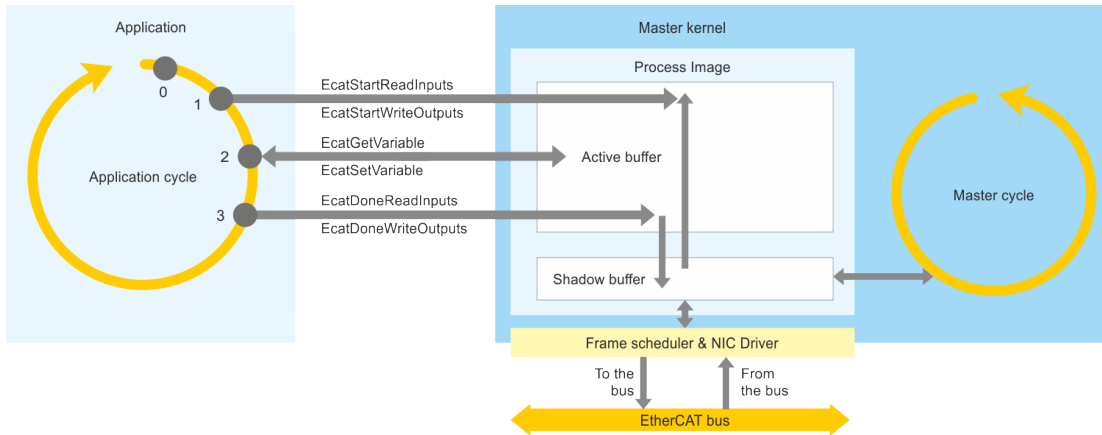 Application
0
1
2
3
Application cycle
EcatStartReadInputs
EcatStartWriteOutputs
EcatGetVariable
EcatSetVariable
EcatDoneReadInputs
EcatDoneWriteOutputs
Master kernel
Process Image
Active buffer
Shadow buffer
Master cycle
Frame scheduler & NIC Driver
To the
bus
From
the bus
EtherCAT bus